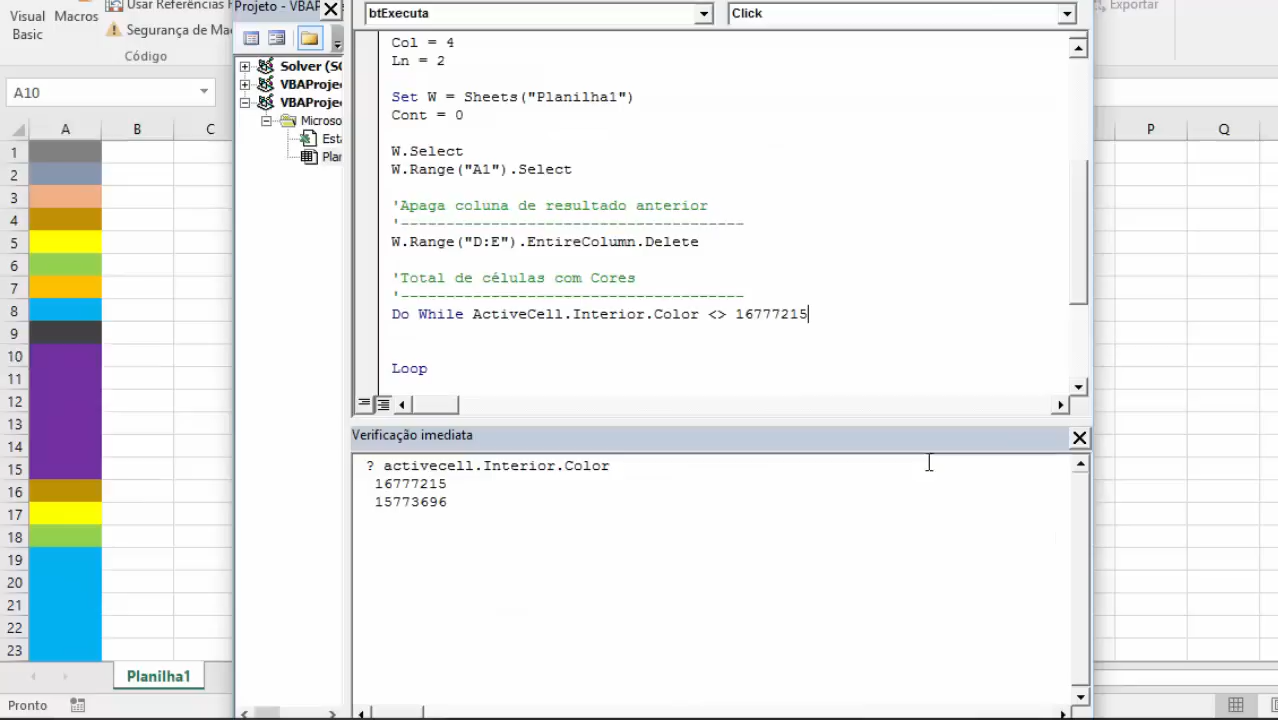 Visual
Basic
Macros
Usar Referências
Segurança de Ma
Código
Exportar
A10
A B C P Q
1
2
3
4
5
6
7
8
9
10
11
12
13
14
15
16
17
18
19
20
21
22
23
Planilha1
Pronto
Projeto - VBAP
Solver (SO
VBAProje
VBAProje
Microso
Esta
Plan
btExecuta
Click
Col = 4
Ln = 2
Set W = Sheets("Planilha1")
Cont = 0
W.Select
W.Range("A1").Select
'Apaga coluna de resultado anterior
'--------------------------------------
W.Range("D:E").EntireColumn.Delete
'Total de células com Cores
'--------------------------------------
Do While ActiveCell.Interior.Color <> 16777215
Loop
Verificação imediata
? activecell.Interior.Color
16777215
15773696